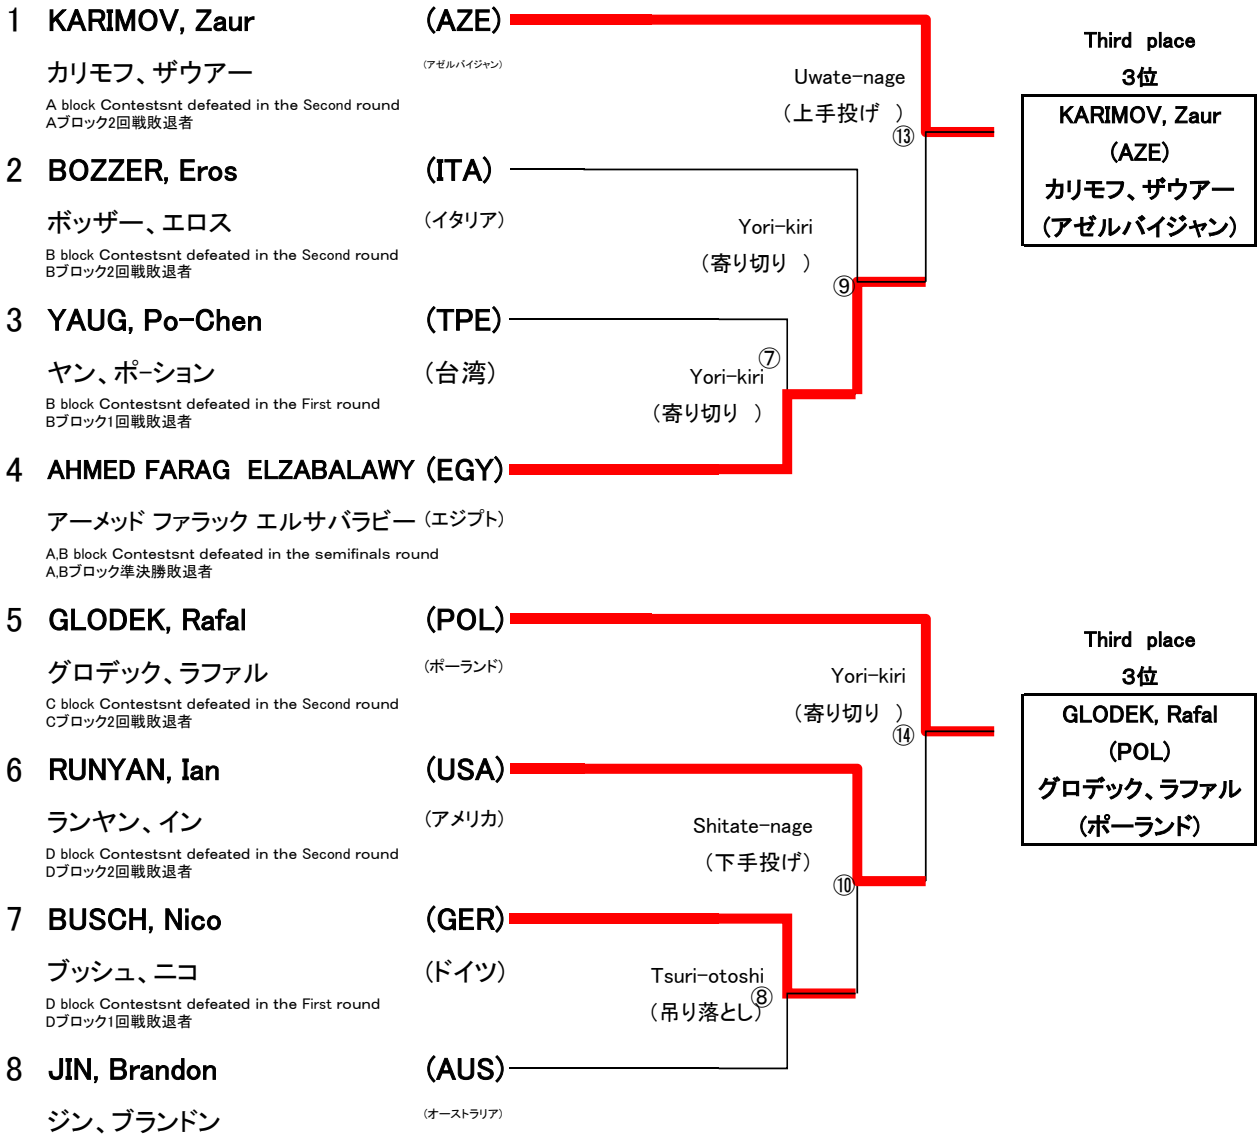 1 KARIMOV, Zaur (AZE)
カリモフ、ザウアー (アゼルバイジャン)
A block Contestsnt defeated in the Second round
Aブロック2回戦敗退者
2 BOZZER, Eros (ITA)
ボッザー、エロス (イタリア)
B block Contestsnt defeated in the Second round
Bブロック2回戦敗退者
3 YAUG, Po-Chen (TPE)
ヤン、ポーション (台湾)
B block Contestsnt defeated in the First round
Bブロック1回戦敗退者
4 AHMED FARAG ELZABALAWY (EGY)
アーメッド ファラック エルサバラビー (エジプト)
A,B block Contestsnt defeated in the semifinals round
A,Bブロック準決勝敗退者
5 GLODEK, Rafal (POL)
グロデック、ラファル (ポーランド)
C block Contestsnt defeated in the Second round
Cブロック2回戦敗退者
6 RUNYAN, Ian (USA)
ランヤン、イン (アメリカ)
D block Contestsnt defeated in the Second round
Dブロック2回戦敗退者
7 BUSCH, Nico (GER)
ブッシュ、ニコ (ドイツ)
D block Contestsnt defeated in the First round
Dブロック1回戦敗退者
8 JIN, Brandon (AUS)
ジン、ブランドン (オーストラリア)
Uwate-nage
(上手投げ )
⑬
Yori-kiri
(寄り切り )
⑨
⑦
Yori-kiri
(寄り切り )
Yori-kiri
(寄り切り )
⑭
Shitate-nage
(下手投げ)
⑩
Tsuri-otoshi
⑧
(吊り落とし)
Third place
3位
KARIMOV, Zaur
(AZE)
カリモフ、ザウアー
(アゼルバイジャン)
Third place
3位
GLODEK, Rafal
(POL)
グロデック、ラファル
(ポーランド)